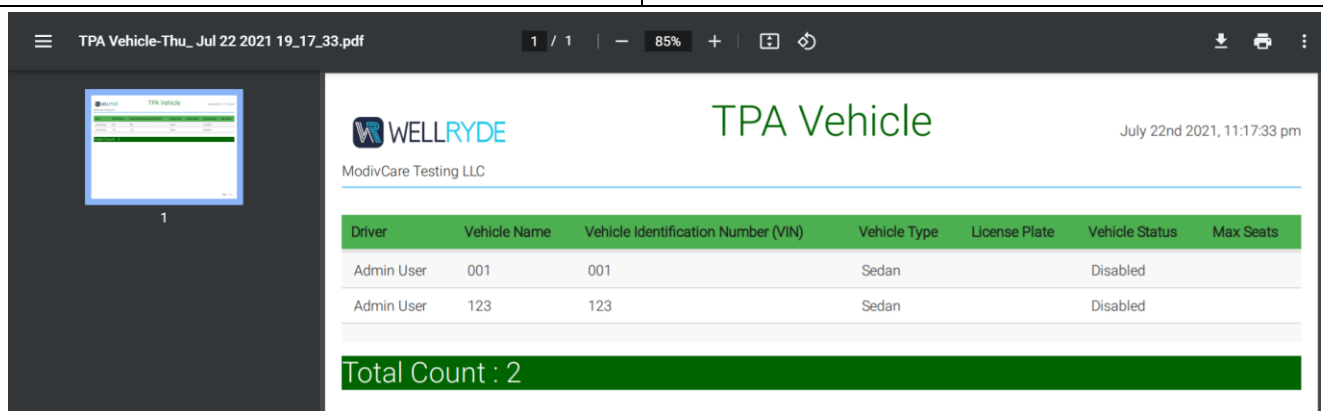 TPA Vehicle-Thu_ Jul 22 2021 19_17_33.pdf 1 / 1 | − 85% + |
WELLRYDE TPA Vehicle July 22nd 2021, 11:17:33 pm
ModivCare Testing LLC
1
Driver Vehicle Name Vehicle Identification Number (VIN) Vehicle Type License Plate Vehicle Status Max Seats
Admin User 001 001 Sedan Disabled
Admin User 123 123 Sedan Disabled
Total Count : 2